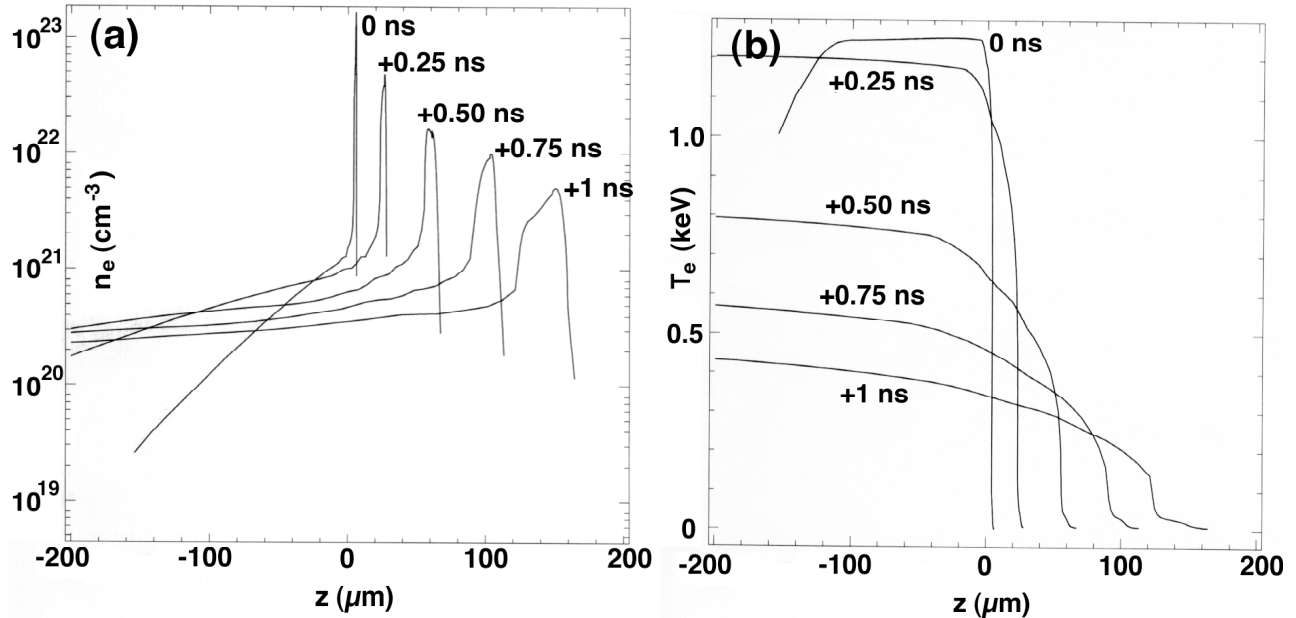 (a)
10^23
10^22
10^21
10^20
10^19
n_e (cm^-3)
0 ns
+0.25 ns
+0.50 ns
+0.75 ns
+1 ns
-200
-100
0
100
200
z (µm)
(b)
1.0
0.5
0
T_e (keV)
0 ns
+0.25 ns
+0.50 ns
+0.75 ns
+1 ns
-200
-100
0
100
200
z (µm)